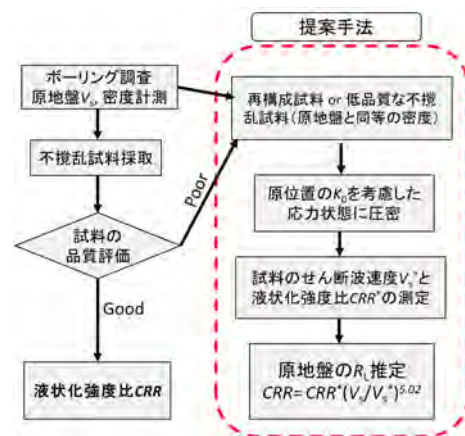 提案手法
ボーリング調査
原地盤Vs, 密度計測
不攪乱試料採取
試料の
品質評価
Poor
Good
液状化強度比CRR
再構成試料 or 低品質な不攪
乱試料(原地盤と同等の密度)
原位置のK₀を考慮した
応力状態に圧密
試料のせん断波速度Vs*と
液状化強度比CRR*の測定
原地盤のRL推定
CRR= CRR*(Vs/Vs*)^5.02